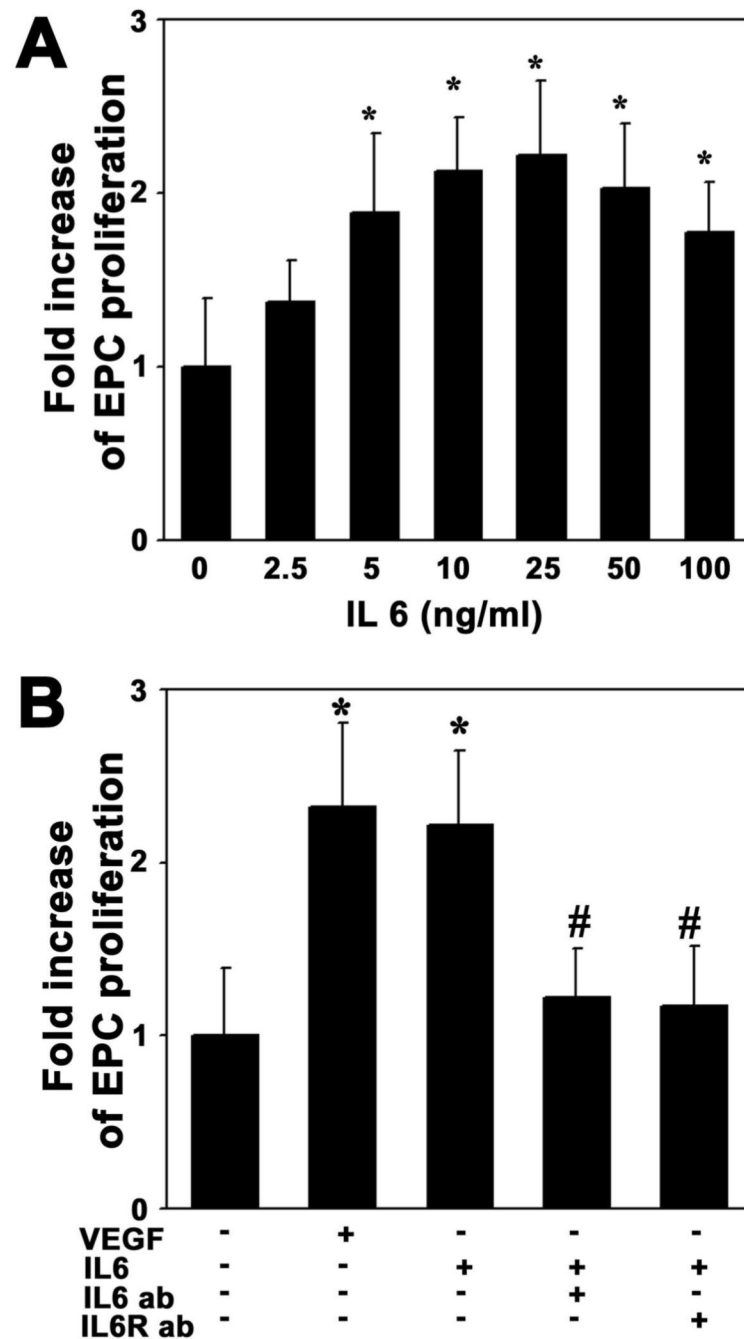 A
Fold increase
of EPC proliferation
3
2
1
0
* * * * *
0 2.5 5 10 25 50 100
IL 6 (ng/ml)
B
Fold increase
of EPC proliferation
3
2
1
0
* * # #
VEGF - + - - -
IL6 - - + + +
IL6 ab - - - + -
IL6R ab - - - - +